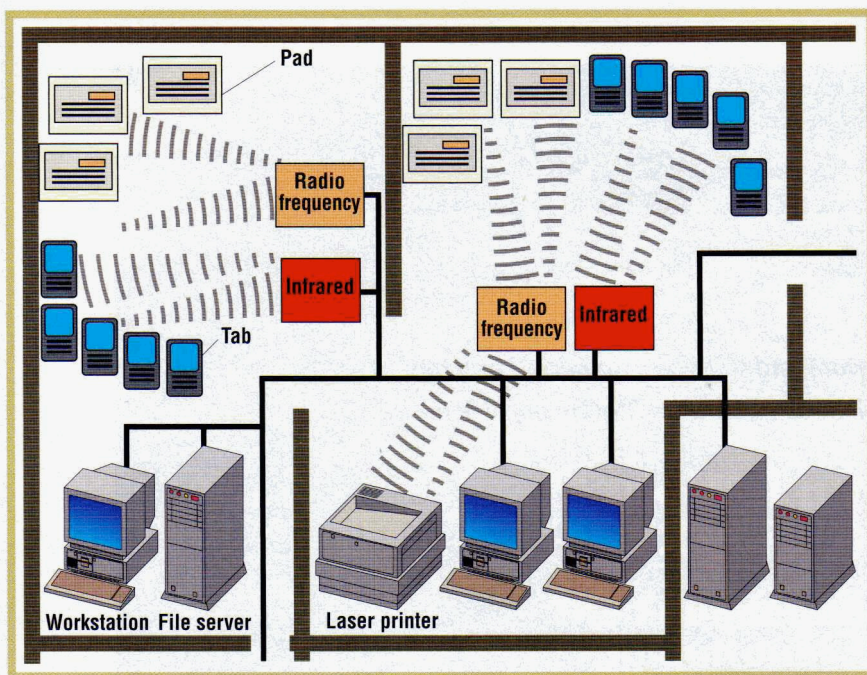 Pad
Radio
frequency
Infrared
Tab
Radio
frequency
Infrared
Workstation File server
Laser printer